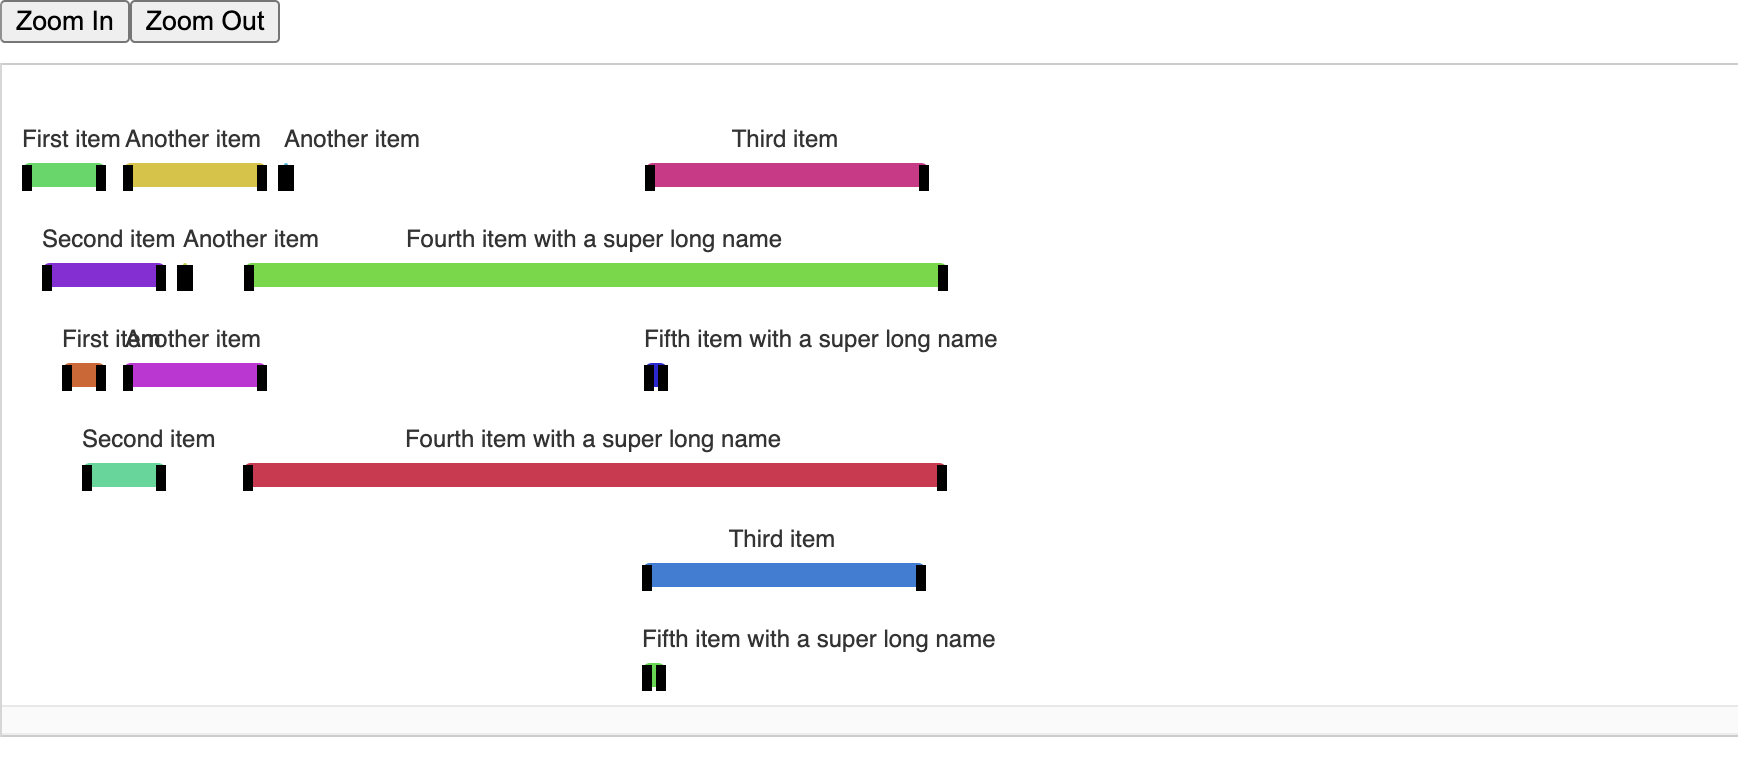 Zoom In Zoom Out
First item Another item Another item Third item
Second item Another item Fourth item with a super long name
First item Another item Fifth item with a super long name
Second item Fourth item with a super long name
Third item
Fifth item with a super long name